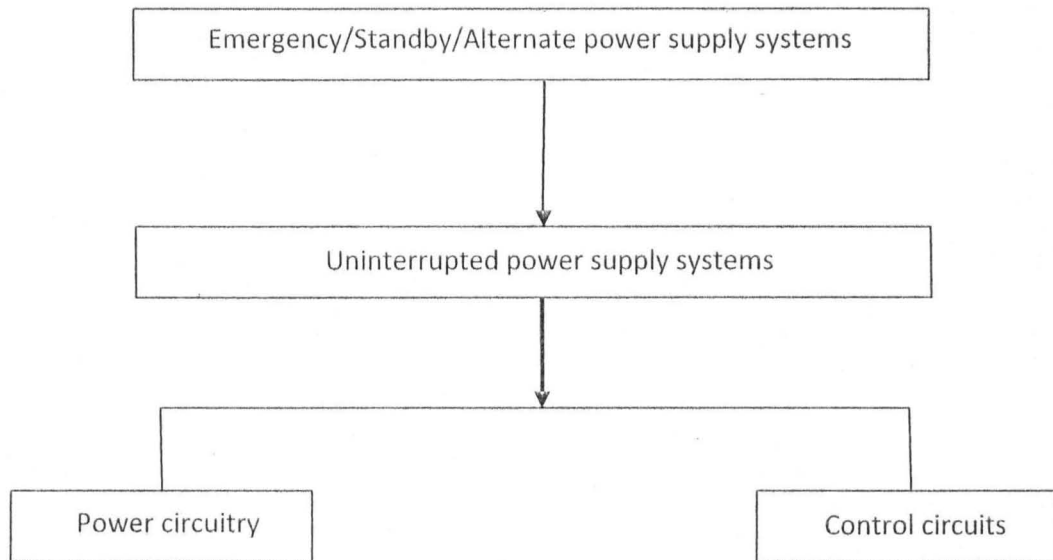 Emergency/Standby/Alternate power supply systems
Uninterrupted power supply systems
Power circuitry
Control circuits